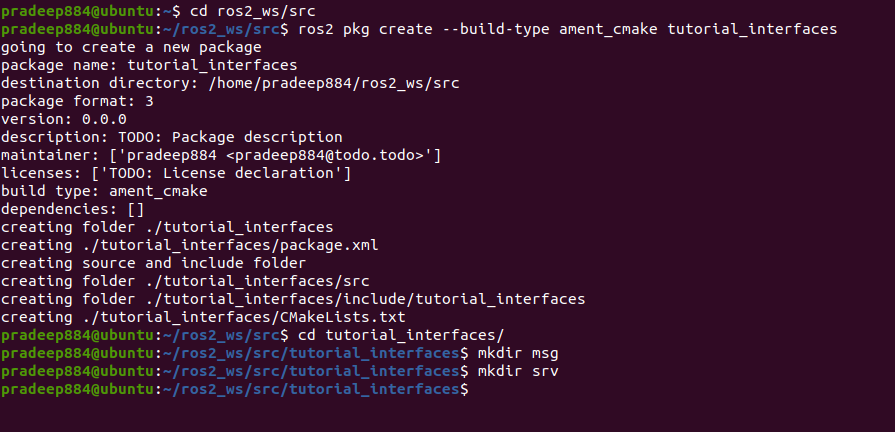 pradeep884@ubuntu:~$ cd ros2_ws/src
pradeep884@ubuntu:~/ros2_ws/src$ ros2 pkg create --build-type ament_cmake tutorial_interfaces
going to create a new package
package name: tutorial_interfaces
destination directory: /home/pradeep884/ros2_ws/src
package format: 3
version: 0.0.0
description: TODO: Package description
maintainer: ['pradeep884 <pradeep884@todo.todo>']
licenses: ['TODO: License declaration']
build type: ament_cmake
dependencies: []
creating folder ./tutorial_interfaces
creating ./tutorial_interfaces/package.xml
creating source and include folder
creating folder ./tutorial_interfaces/src
creating folder ./tutorial_interfaces/include/tutorial_interfaces
creating ./tutorial_interfaces/CMakeLists.txt
pradeep884@ubuntu:~/ros2_ws/src$ cd tutorial_interfaces/
pradeep884@ubuntu:~/ros2_ws/src/tutorial_interfaces$ mkdir msg
pradeep884@ubuntu:~/ros2_ws/src/tutorial_interfaces$ mkdir srv
pradeep884@ubuntu:~/ros2_ws/src/tutorial_interfaces$